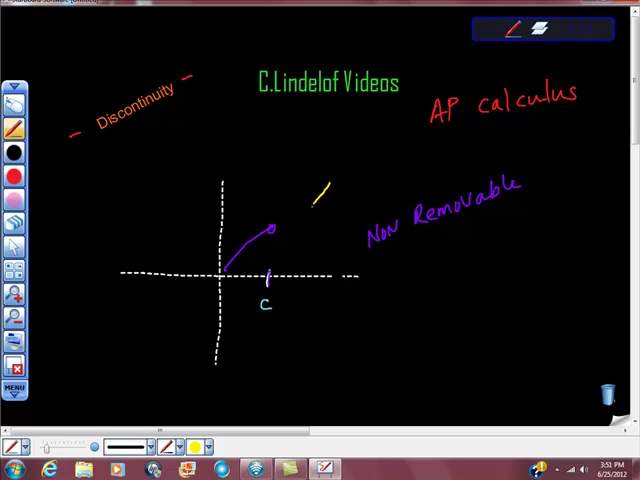 C.Lindelof Videos
- Discontinuity -
AP calculus
Non Removable
C
MENU
3:51 PM
6/25/2012